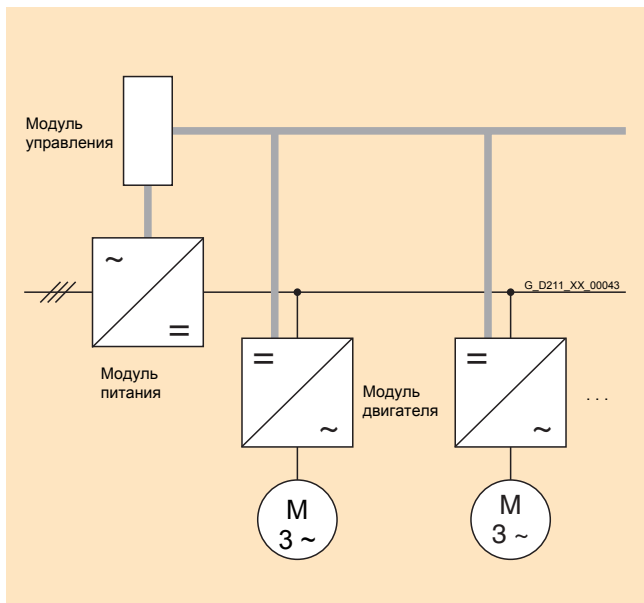 Модуль
управления
~
=
G_D211_XX_00043
Модуль
питания
=
~
Модуль
двигателя
=
~
. . .
M
3 ~
M
3 ~